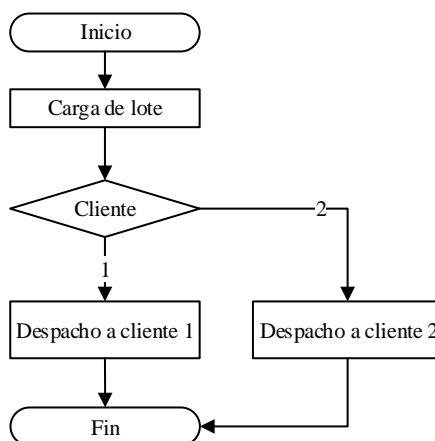 Inicio
Carga de lote
Cliente
2
1
Despacho a cliente 1
Despacho a cliente 2
Fin